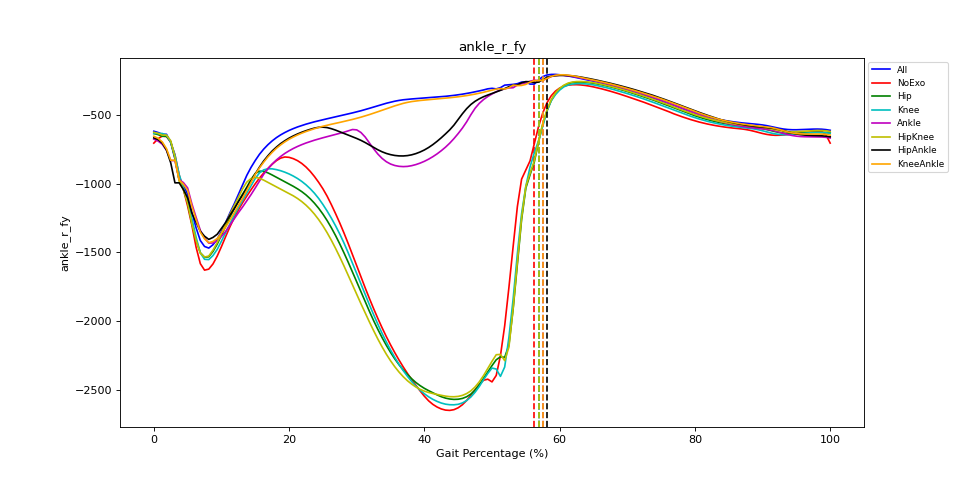 ankle_r_fy
All
NoExo
Hip
Knee
Ankle
HipKnee
HipAnkle
KneeAnkle
−500
−1000
−1500
−2000
−2500
ankle_r_fy
0 20 40 60 80 100
Gait Percentage (%)